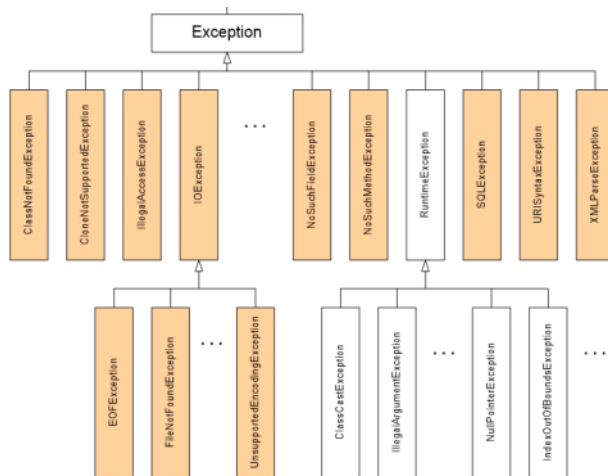 Exception
ClassNotFoundException
CloneNotSupportedException
IllegalAccessException
IOException
...
NoSuchFieldException
NoSuchMethodException
RuntimeException
SQLException
URISyntaxException
XMLParseException
EOFException
FileNotFoundException
...
UnsupportedEncodingException
ClassCastException
IllegalArgumentException
...
NullPointerException
IndexOutOfBoundsException
...